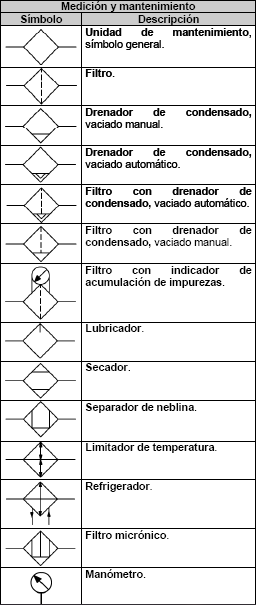 Medición y mantenimiento
Símbolo Descripción
Unidad de mantenimiento,
símbolo general.
Filtro.
Drenador de condensado,
vaciado manual.
Drenador de condensado,
vaciado automático.
Filtro con drenador de
condensado, vaciado automático.
Filtro con drenador de
condensado, vaciado manual.
Filtro con indicador de
acumulación de impurezas.
Lubricador.
Secador.
Separador de neblina.
Limitador de temperatura.
Refrigerador.
Filtro micrónico.
Manómetro.